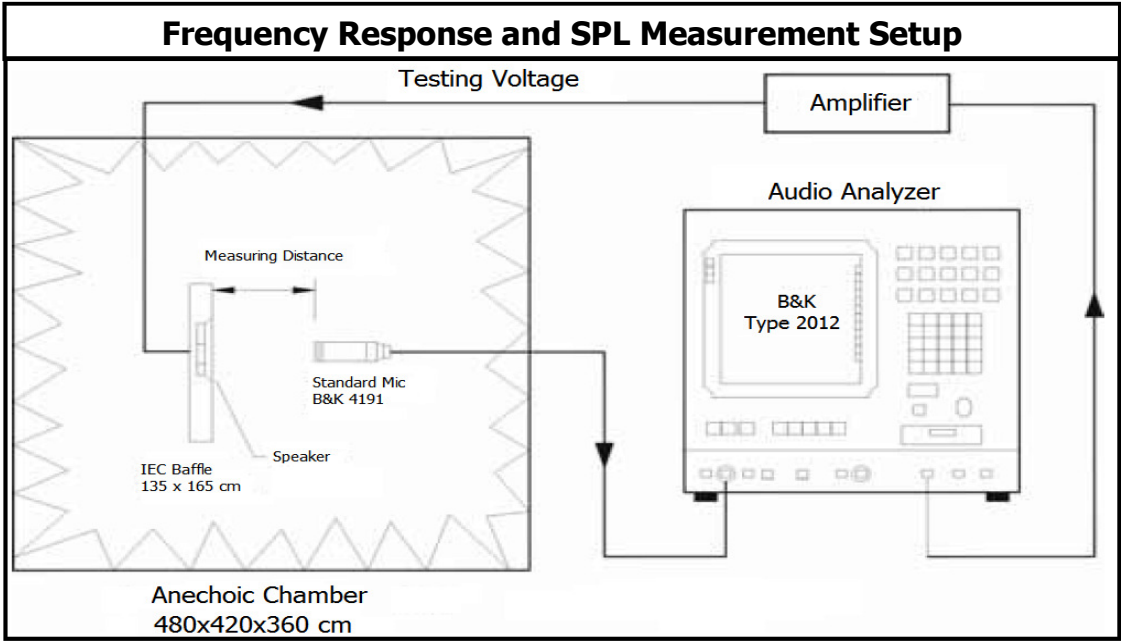 Frequency Response and SPL Measurement Setup
Testing Voltage
Amplifier
Audio Analyzer
Measuring Distance
B&K
Type 2012
Standard Mic
B&K 4191
Speaker
IEC Baffle
135 x 165 cm
Anechoic Chamber
480x420x360 cm